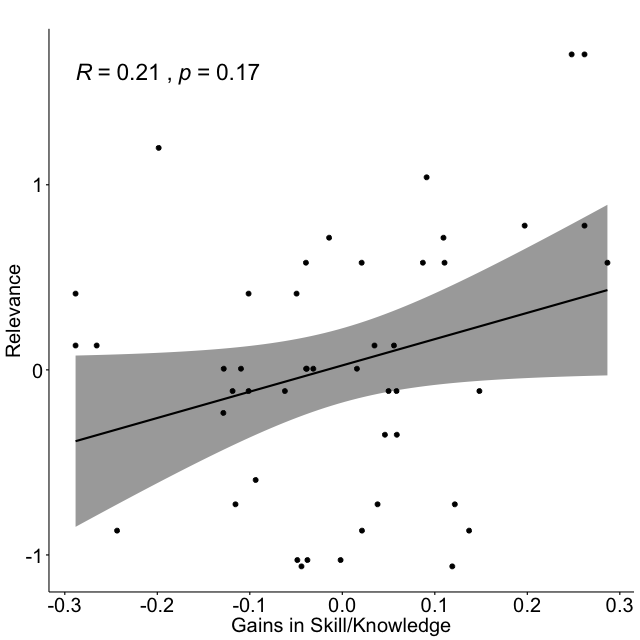 R = 0.21 , p = 0.17
1
0
-1
Relevance
-0.3 -0.2 -0.1 0.0 0.1 0.2 0.3
Gains in Skill/Knowledge